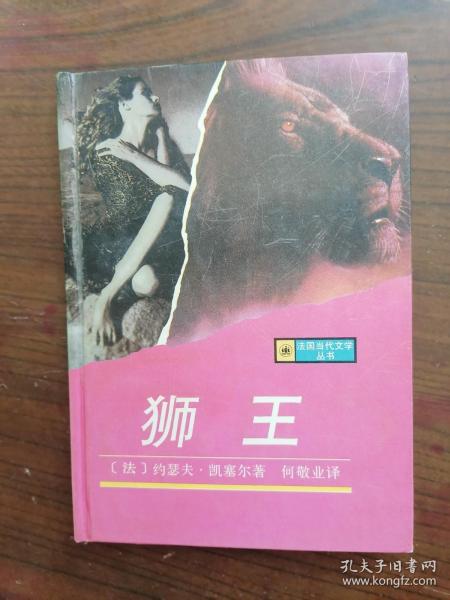 法国当代文学
丛书
狮王
〔法〕约瑟夫·凯塞尔著 何敬业译
孔夫子旧书网
www.kongfz.com